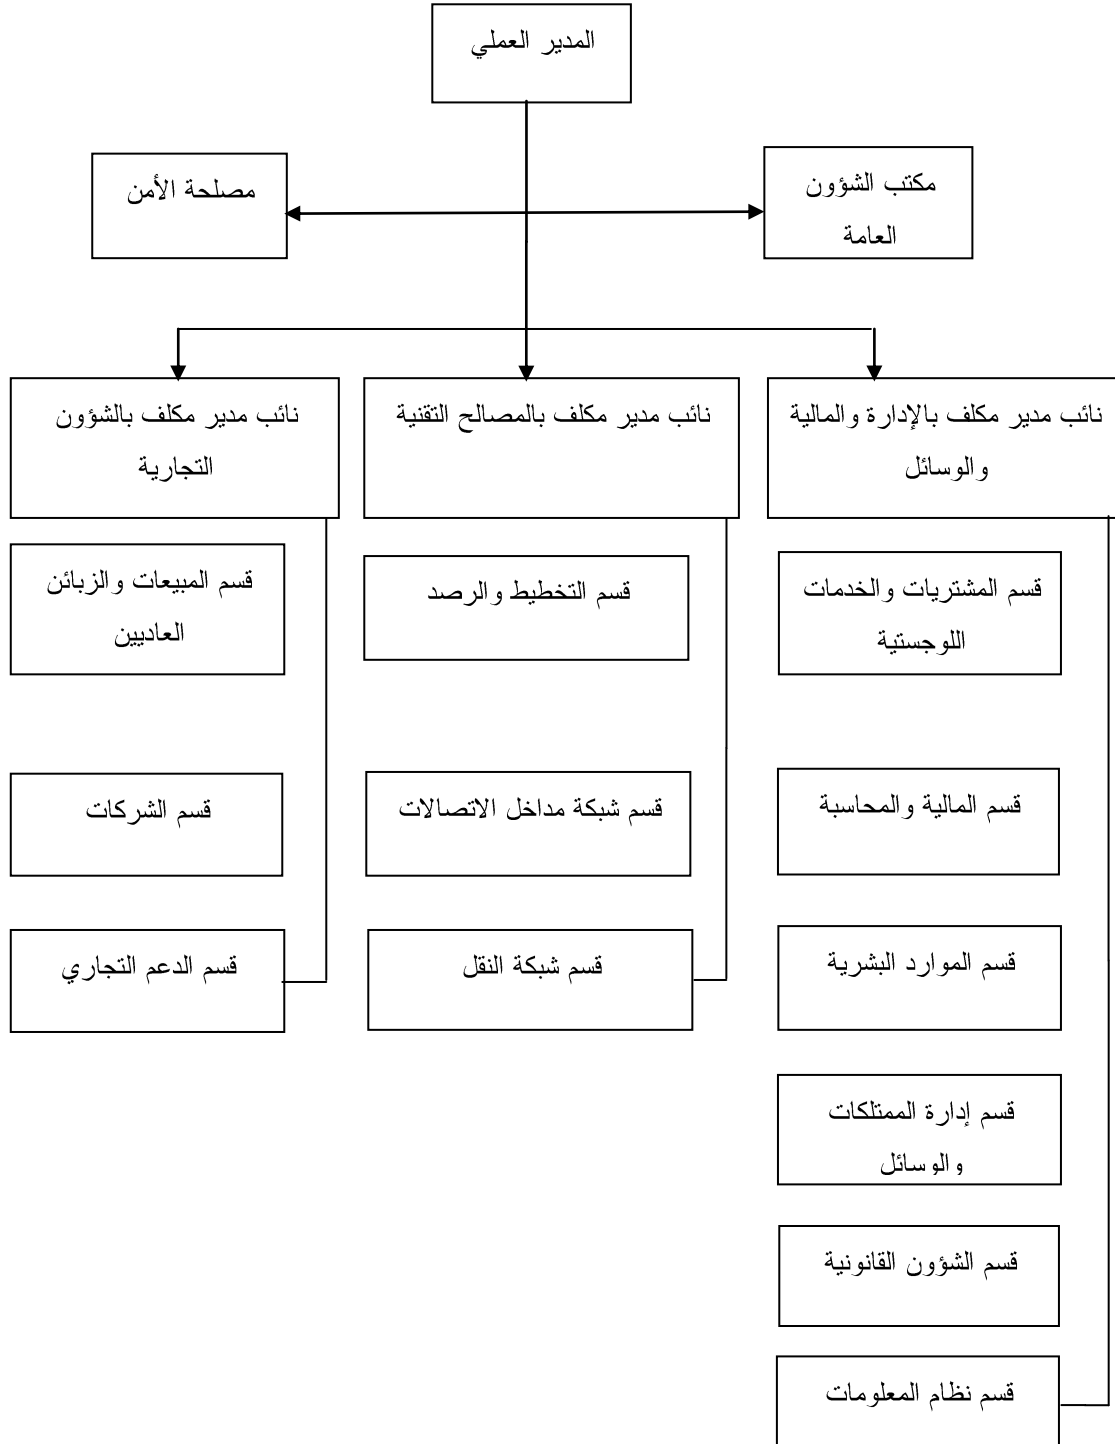 المدير العملي
مكتب الشؤون
العامة
مصلحة الأمن
نائب مدير مكلف بالإدارة والمالية
والوسائل
نائب مدير مكلف بالمصالح التقنية
نائب مدير مكلف بالشؤون
التجارية
قسم المشتريات والخدمات
اللوجستية
قسم المالية والمحاسبة
قسم الموارد البشرية
قسم إدارة الممتلكات
والوسائل
قسم الشؤون القانونية
قسم نظام المعلومات
قسم التخطيط والرصد
قسم شبكة مداخل الاتصالات
قسم شبكة النقل
قسم المبيعات والزبائن
العاديين
قسم الشركات
قسم الدعم التجاري